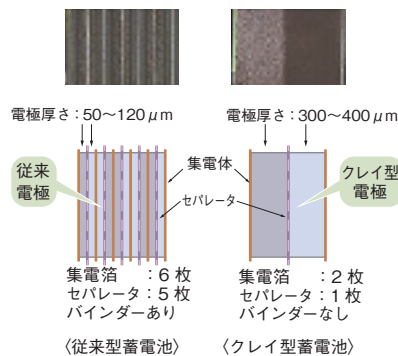 電極厚さ：50～120μm
電極厚さ：300～400μm
従来
電極
集電体
セパレータ
クレイ型
電極
集電箔　：6枚
セパレータ：5枚
バインダーあり
集電箔　：2枚
セパレータ：1枚
バインダーなし
〈従来型蓄電池〉
〈クレイ型蓄電池〉